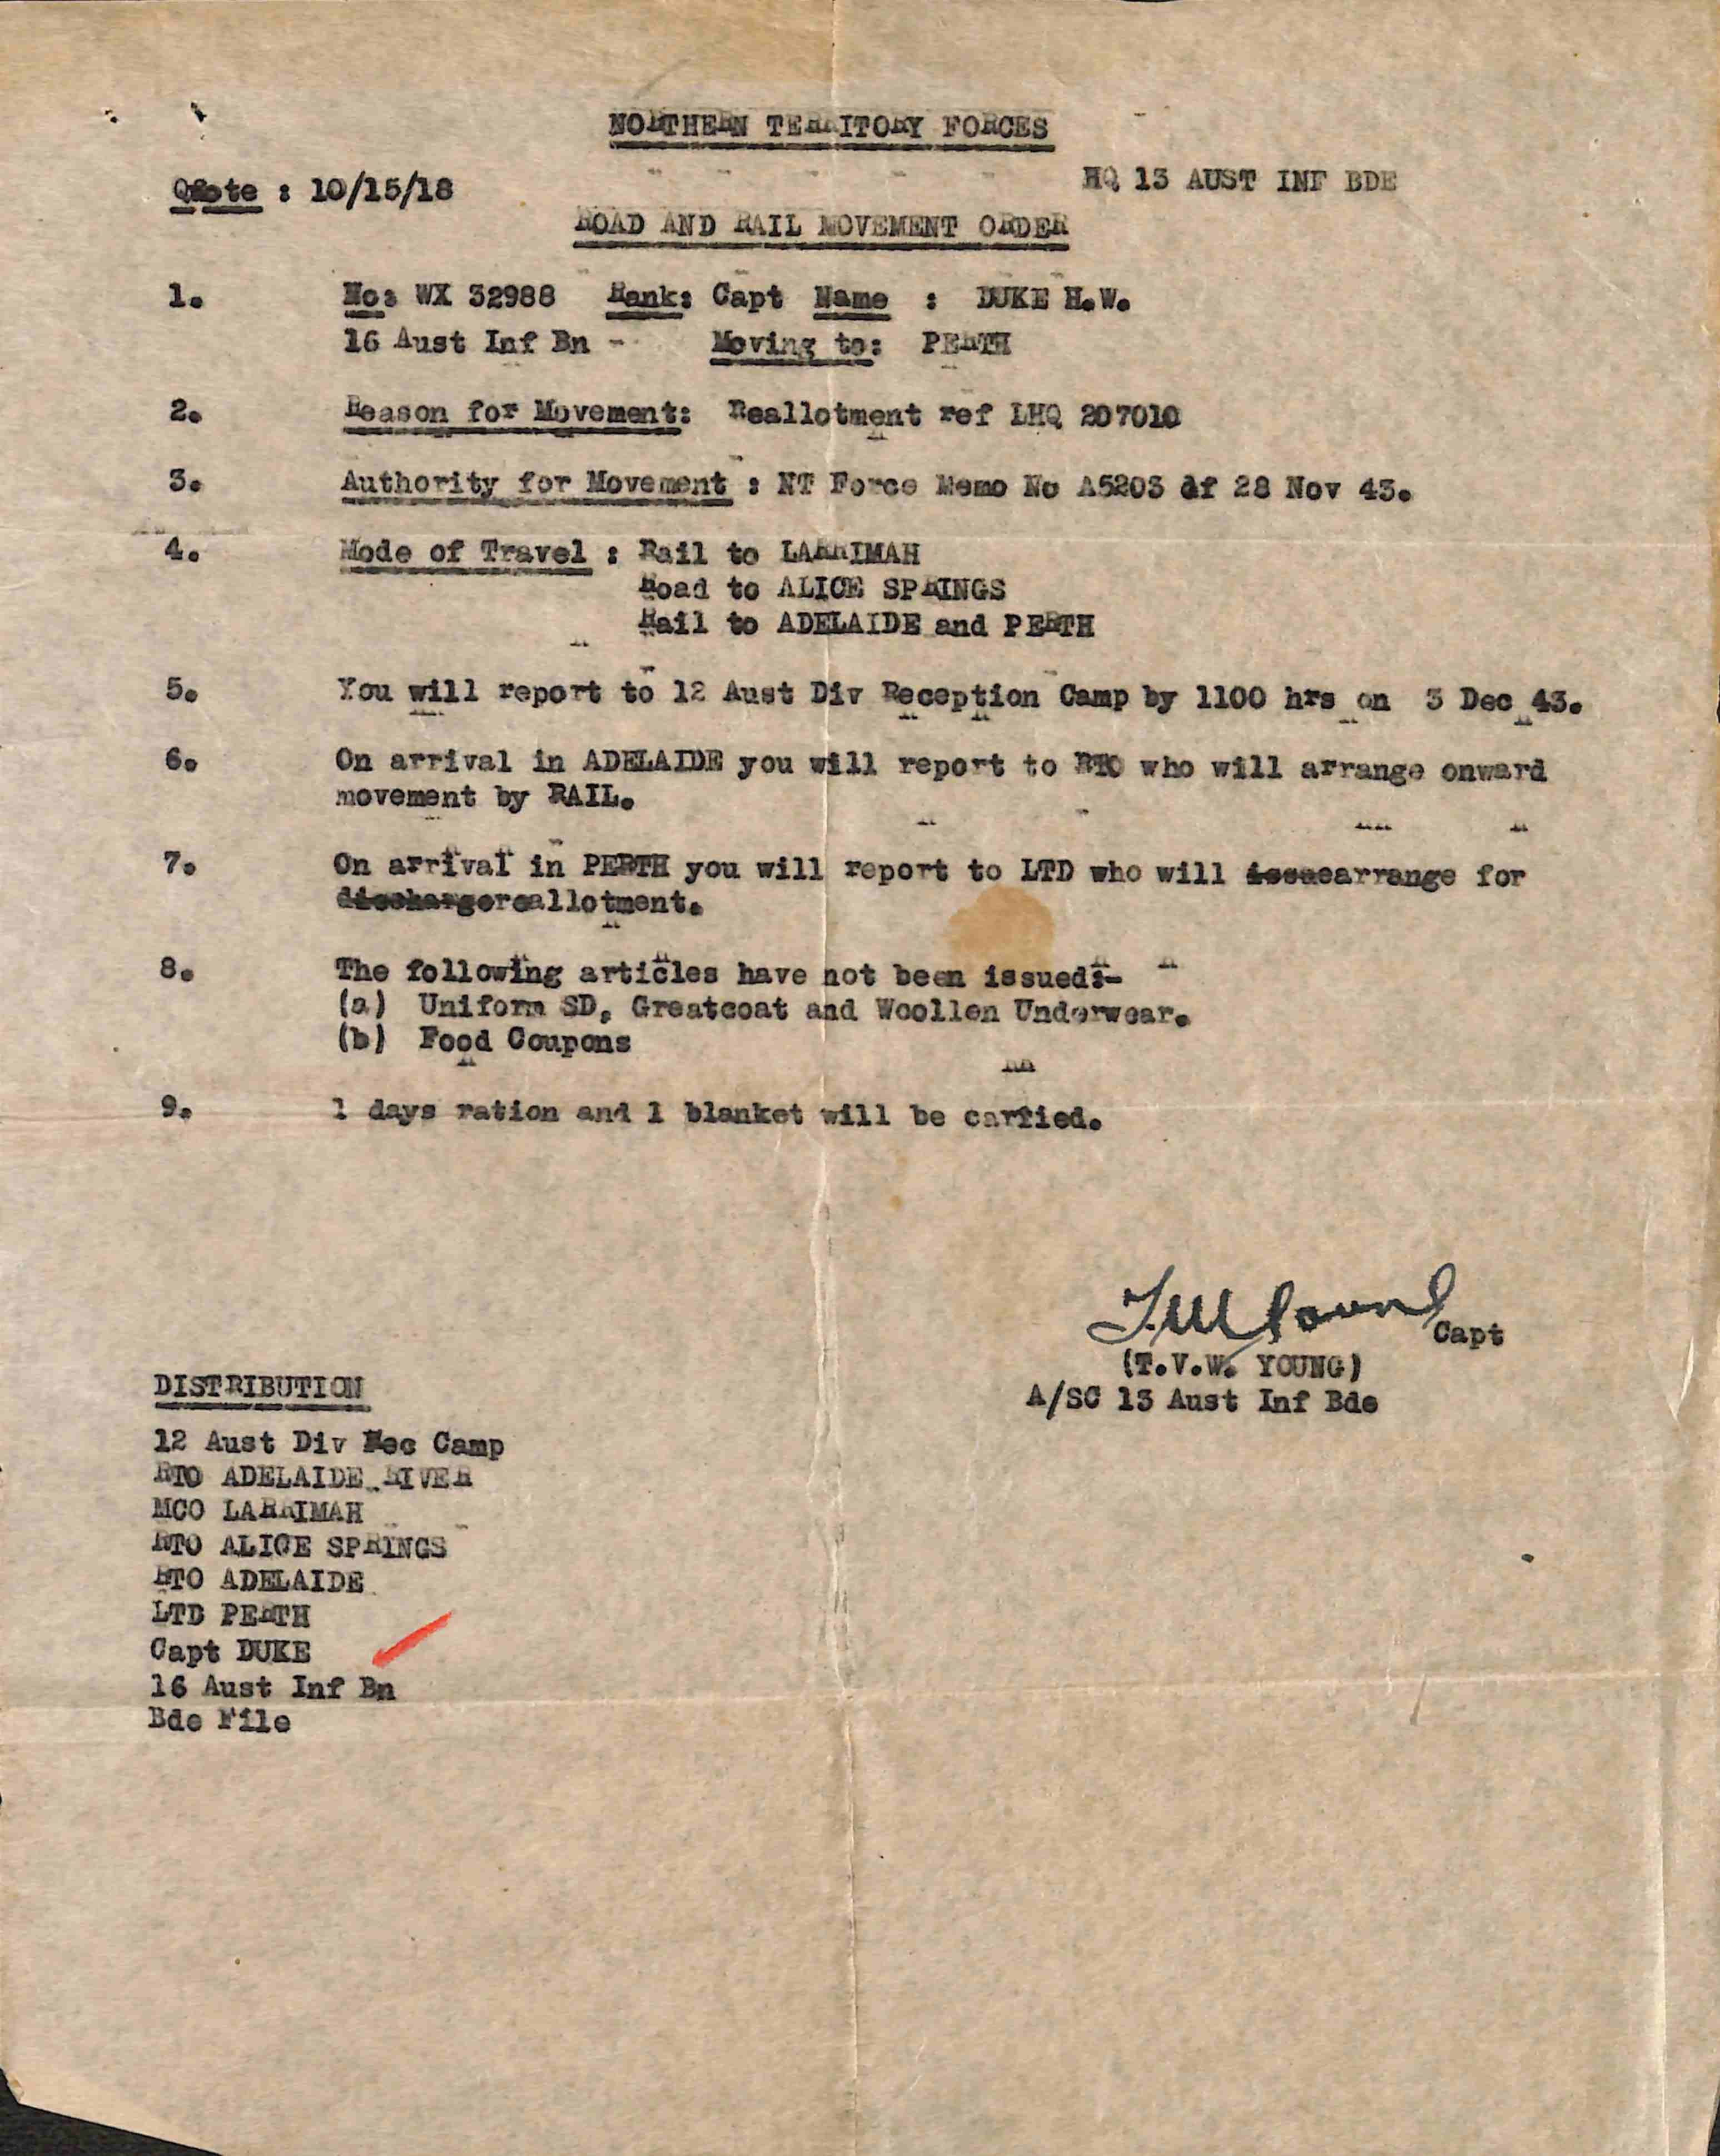 NORTHERN TERRITORY FORCES
Quote : 10/15/18
HQ 13 AUST INF BDE
ROAD AND RAIL MOVEMENT ORDER
1. No: WX 32988 Rank: Capt Name : DUKE H.W.
16 Aust Inf Bn - Moving to: PERTH
2. Reason for Movement: Reallotment ref LHQ 207010
3. Authority for Movement : NT Force Memo No A5203 df 28 Nov 43.
4. Mode of Travel : Rail to LARRIMAH
Road to ALICE SPRINGS
Rail to ADELAIDE and PERTH
5. You will report to 12 Aust Div Reception Camp by 1100 hrs on 3 Dec 43.
6. On arrival in ADELAIDE you will report to RTO who will arrange onward
movement by RAIL.
7. On arrival in PERTH you will report to LTD who will issuearrange for
dischargereallotment.
8. The following articles have not been issued:-
(a) Uniform SD, Greatcoat and Woollen Underwear.
(b) Food Coupons
9. 1 days ration and 1 blanket will be carried.
Capt
(T.V.W. YOUNG)
A/SC 13 Aust Inf Bde
DISTRIBUTION
12 Aust Div Rec Camp
RTO ADELAIDE RIVER
MCO LARRIMAH
RTO ALICE SPRINGS
RTO ADELAIDE
LTD PERTH
Capt DUKE
16 Aust Inf Bn
Bde File